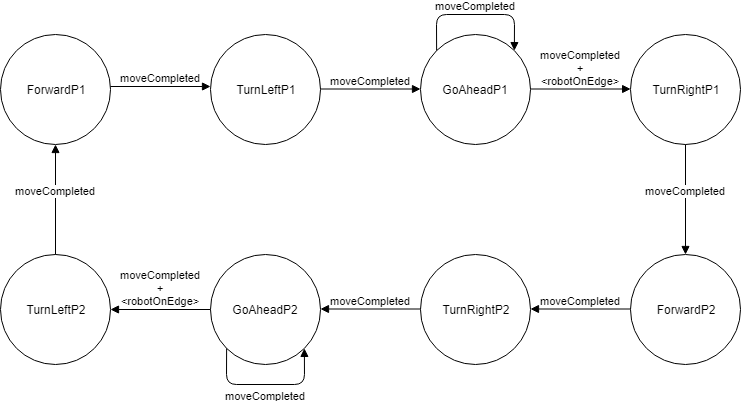 moveCompleted
ForwardP1
moveCompleted
TurnLeftP1
moveCompleted
GoAheadP1
moveCompleted
+
<robotOnEdge>
TurnRightP1
moveCompleted
moveCompleted
TurnLeftP2
moveCompleted
+
<robotOnEdge>
GoAheadP2
moveCompleted
TurnRightP2
moveCompleted
ForwardP2
moveCompleted